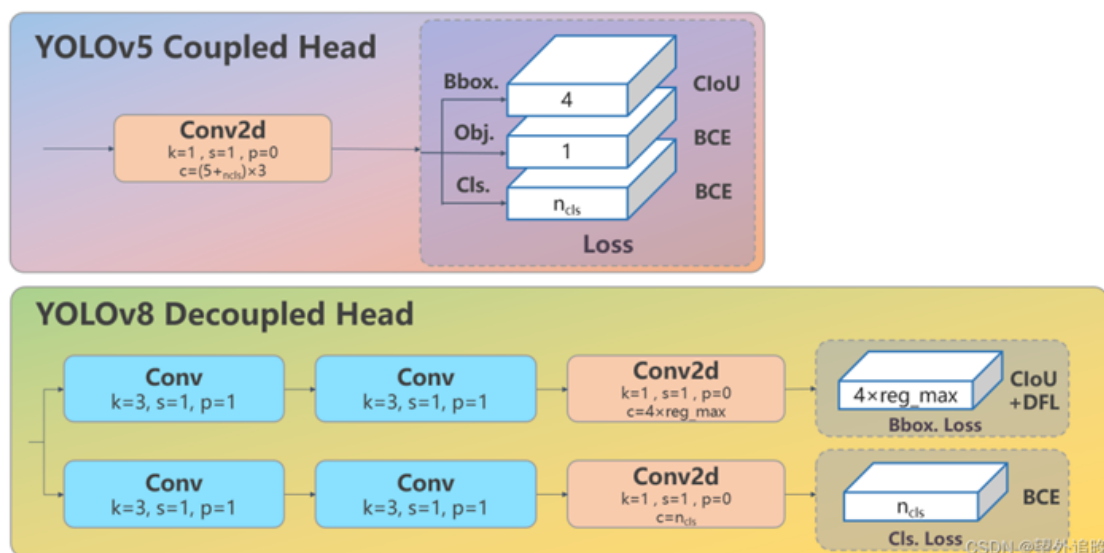 YOLOv5 Coupled Head
Conv2d
k=1, s=1, p=0
c=(5+ncls)×3
Bbox.
4
CIoU
Obj.
1
BCE
Cls.
ncls
BCE
Loss
YOLOv8 Decoupled Head
Conv
k=3, s=1, p=1
Conv
k=3, s=1, p=1
Conv2d
k=1, s=1, p=0
c=4×reg_max
4×reg_max
CIoU
+DFL
Bbox. Loss
Conv
k=3, s=1, p=1
Conv
k=3, s=1, p=1
Conv2d
k=1, s=1, p=0
c=ncls
ncls
BCE
Cls. Loss
CSDN